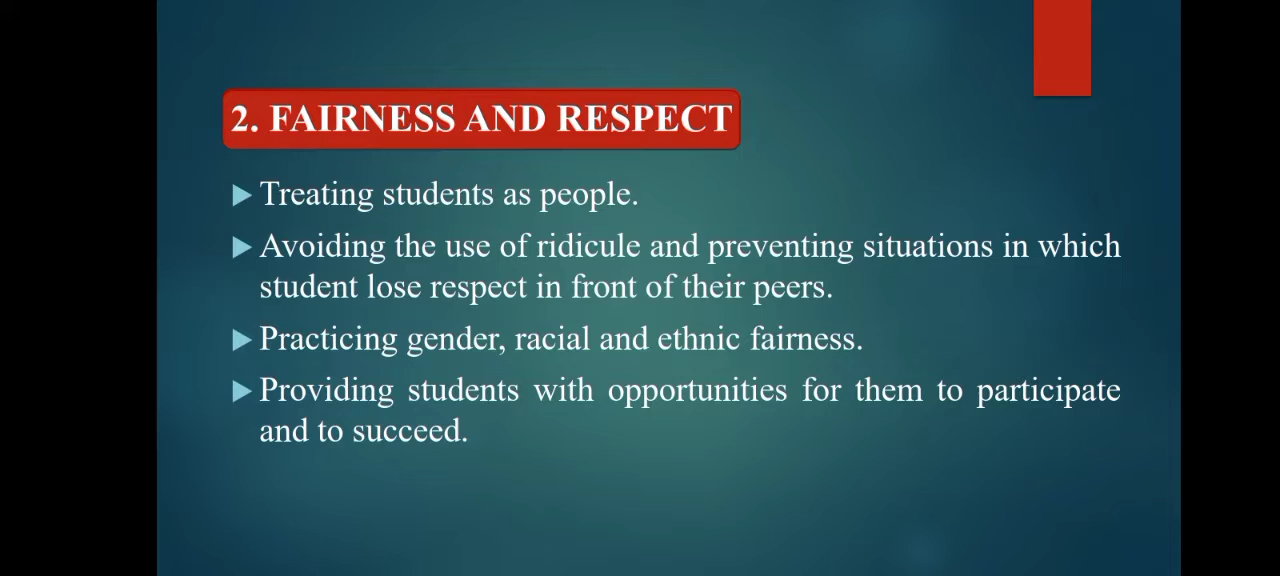 2. FAIRNESS AND RESPECT
Treating students as people.
Avoiding the use of ridicule and preventing situations in which
student lose respect in front of their peers.
Practicing gender, racial and ethnic fairness.
Providing students with opportunities for them to participate
and to succeed.